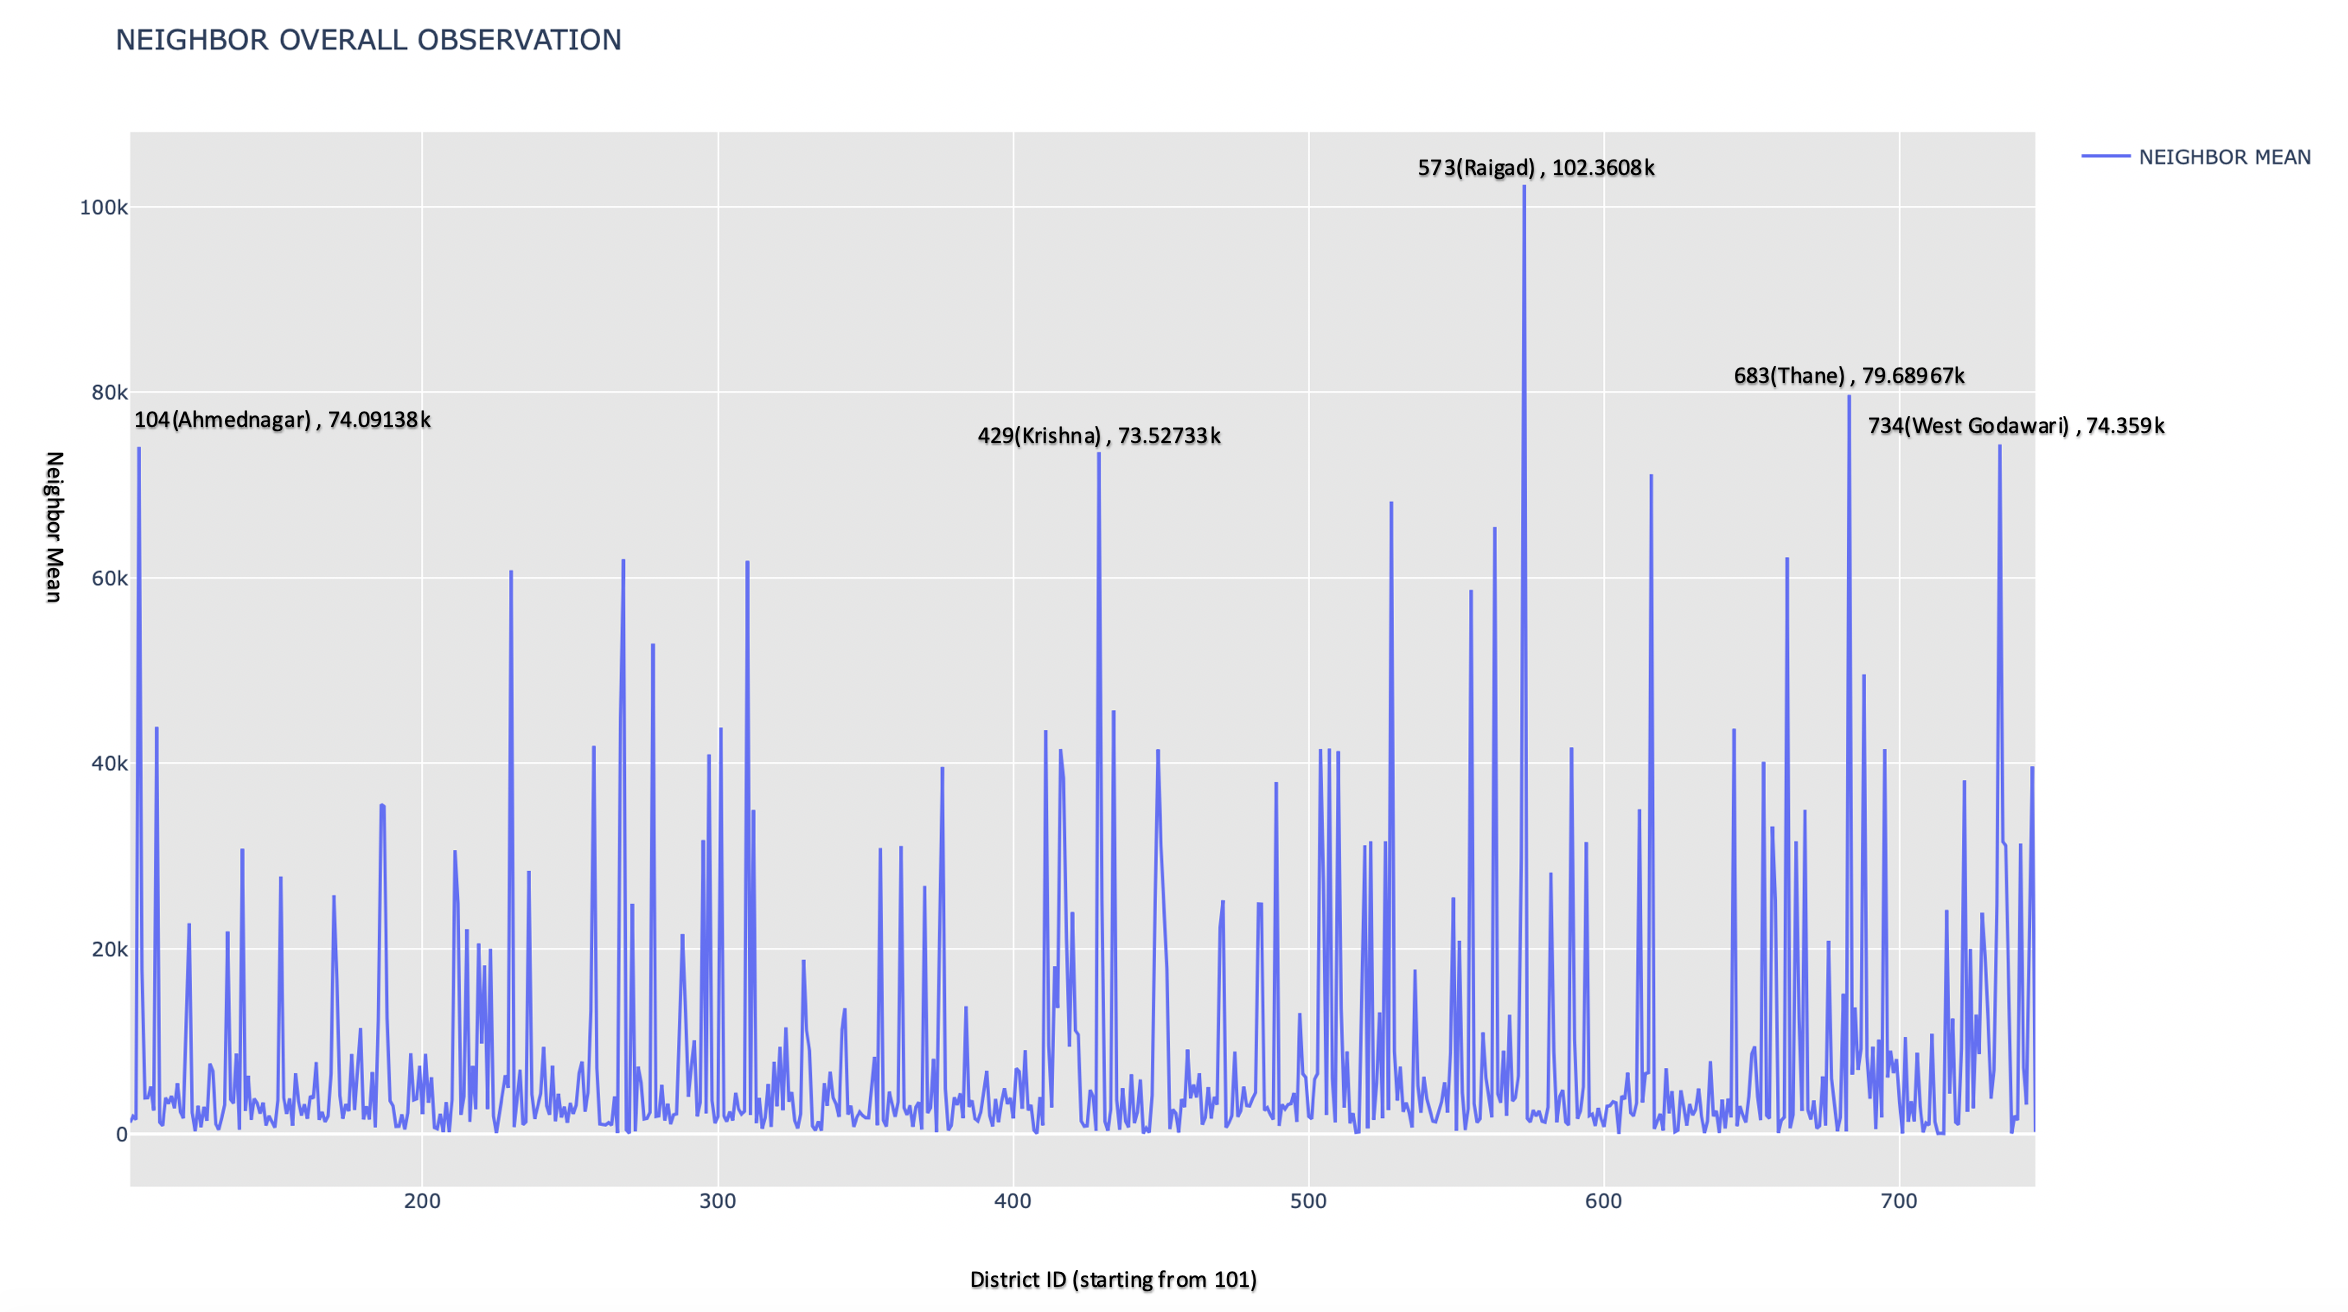 NEIGHBOR OVERALL OBSERVATION
NEIGHBOR MEAN
573(Raigad) , 102.3608k
100k
683(Thane) , 79.68967k
80k
104(Ahmednagar) , 74.09138k
429(Krishna) , 73.52733k
734(West Godawari) , 74.359k
Neighbor Mean
60k
40k
20k
0
200 300 400 500 600 700
District ID (starting from 101)